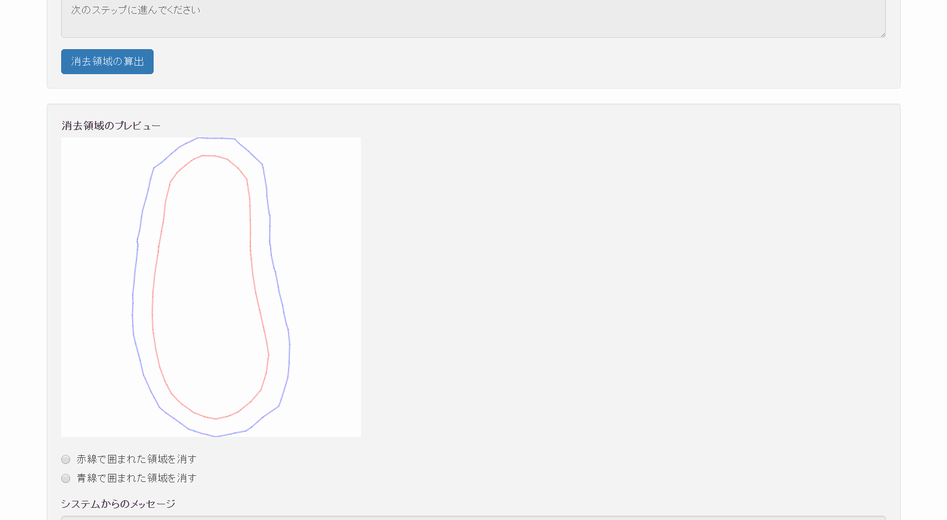 次のステップに進んでください
消去領域の算出
消去領域のプレビュー
赤線で囲まれた領域を消す
青線で囲まれた領域を消す
システムからのメッセージ